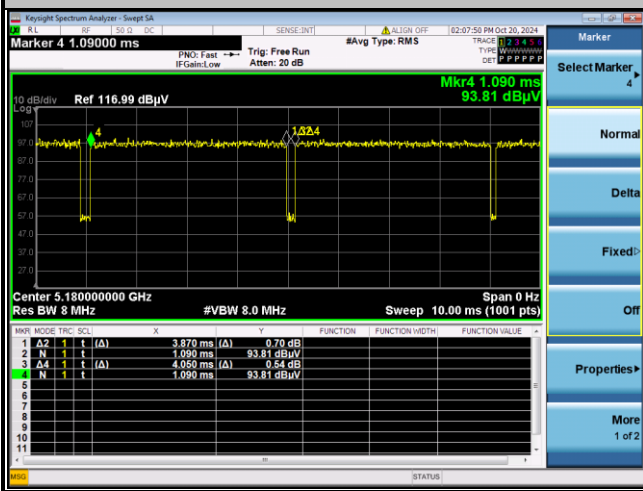 Keysight Spectrum Analyzer - Swept SA
RL RF 50 Ω DC SENSE:INT ALIGN OFF 02:07:50 PM Oct 20, 2024
Marker 4 1.09000 ms
PNO: Fast
IFGain:Low
Trig: Free Run
Atten: 20 dB
#Avg Type: RMS
TRACE 1 2 3 4 5 6
TYPE WWWWWW
DET P P P P P P
Mkr4 1.090 ms
93.81 dBµV
10 dB/div Ref 116.99 dBµV
Log
107
97.0
87.0
77.0
67.0
57.0
47.0
37.0
27.0
4
Center 5.180000000 GHz Span 0 Hz
Res BW 8 MHz #VBW 8.0 MHz Sweep 10.00 ms (1001 pts)
MKR MODE TRC SCL X Y FUNCTION FUNCTION WIDTH FUNCTION VALUE
1 Δ2 1 t (Δ) 3.870 ms (Δ) 0.70 dB
2 N 1 t 1.090 ms 93.81 dBµV
3 Δ4 1 t (Δ) 4.050 ms (Δ) 0.54 dB
4 N 1 t 1.090 ms 93.81 dBµV
5
6
7
8
9
10
11
MSG STATUS
Marker
Select Marker
4
Normal
Delta
Fixed
Off
Properties
More
1 of 2